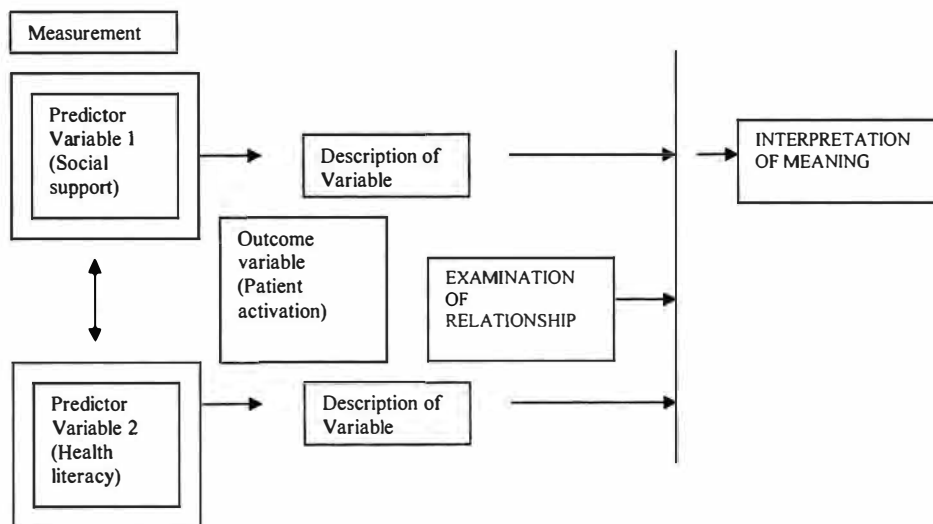 Measurement
Predictor
Variable 1
(Social
support)
Description of
Variable
INTERPRETATION
OF MEANING
Outcome
variable
(Patient
activation)
EXAMINATION
OF
RELATIONSHIP
Predictor
Variable 2
(Health
literacy)
Description of
Variable